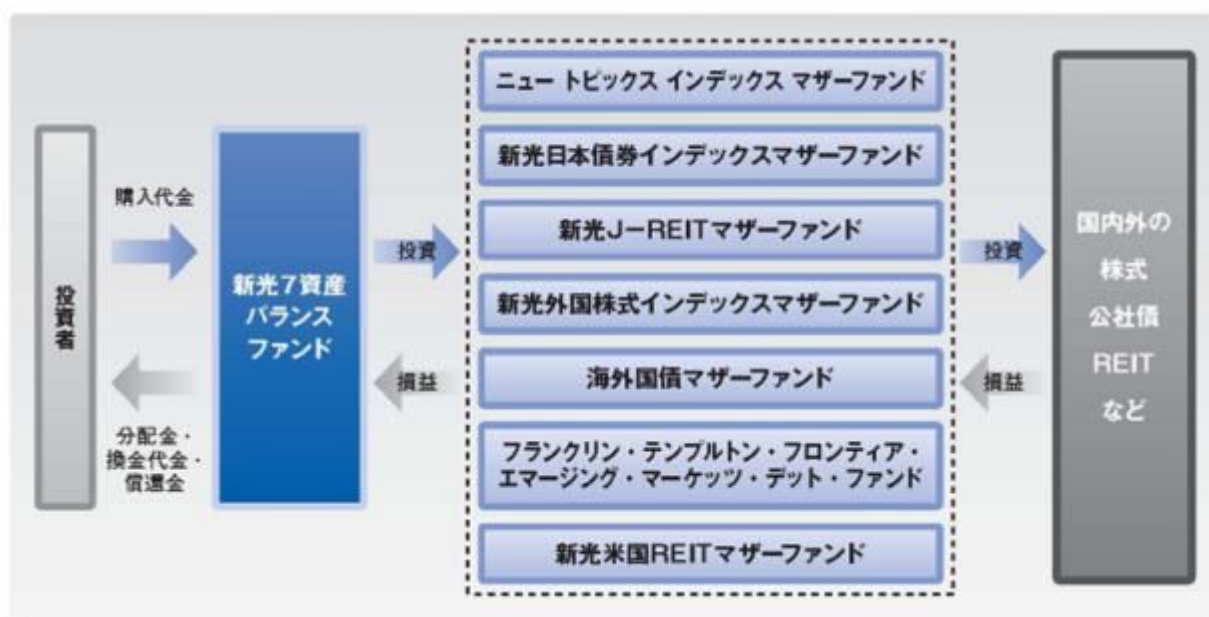 投資者
購入代金
分配金・
換金代金・
償還金
新光7資産
バランス
ファンド
投資
損益
ニュー トピックス インデックス マザーファンド
新光日本債券インデックスマザーファンド
新光J-REITマザーファンド
新光外国株式インデックスマザーファンド
海外国債マザーファンド
フランクリン・テンプルトン・フロンティア・
エマージング・マーケッツ・デット・ファンド
新光米国REITマザーファンド
投資
損益
国内外の
株式
公社債
REIT
など